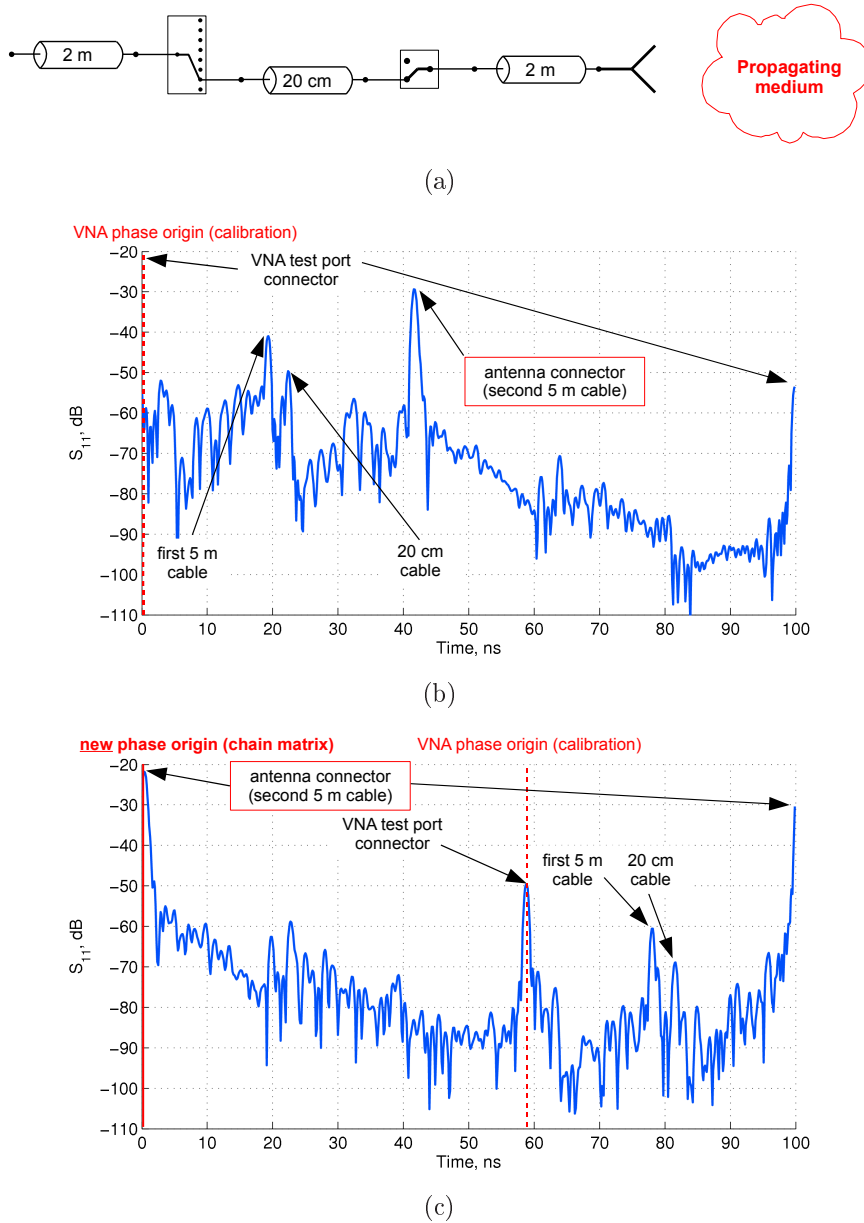 2 m
20 cm
2 m
Propagating
medium
(a)
VNA phase origin (calibration)
VNA test port
connector
antenna connector
(second 5 m cable)
first 5 m
cable
20 cm
cable
S11, dB
−20
−30
−40
−50
−60
−70
−80
−90
−100
−110
0 10 20 30 40 50 60 70 80 90 100
Time, ns
(b)
new phase origin (chain matrix) VNA phase origin (calibration)
antenna connector
(second 5 m cable)
VNA test port
connector
first 5 m
cable
20 cm
cable
S11, dB
−20
−30
−40
−50
−60
−70
−80
−90
−100
−110
0 10 20 30 40 50 60 70 80 90 100
Time, ns
(c)